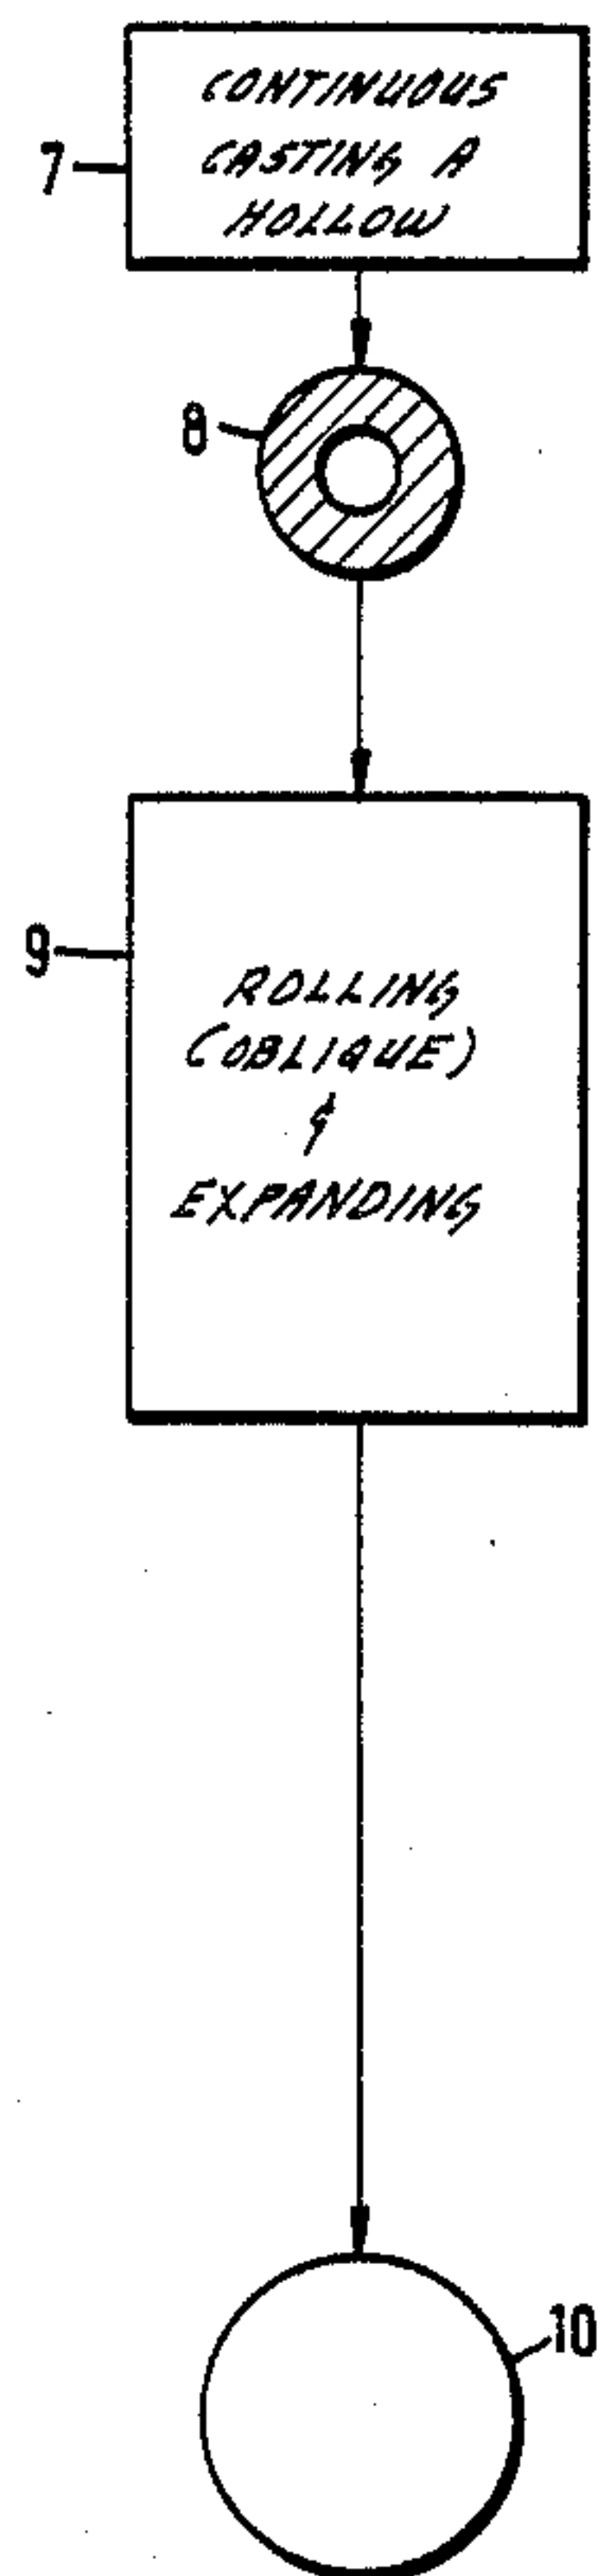 CONTINUOUS
CASTING A
HOLLOW
7
8
9
ROLLING
(OBLIQUE)
&
EXPANDING
10